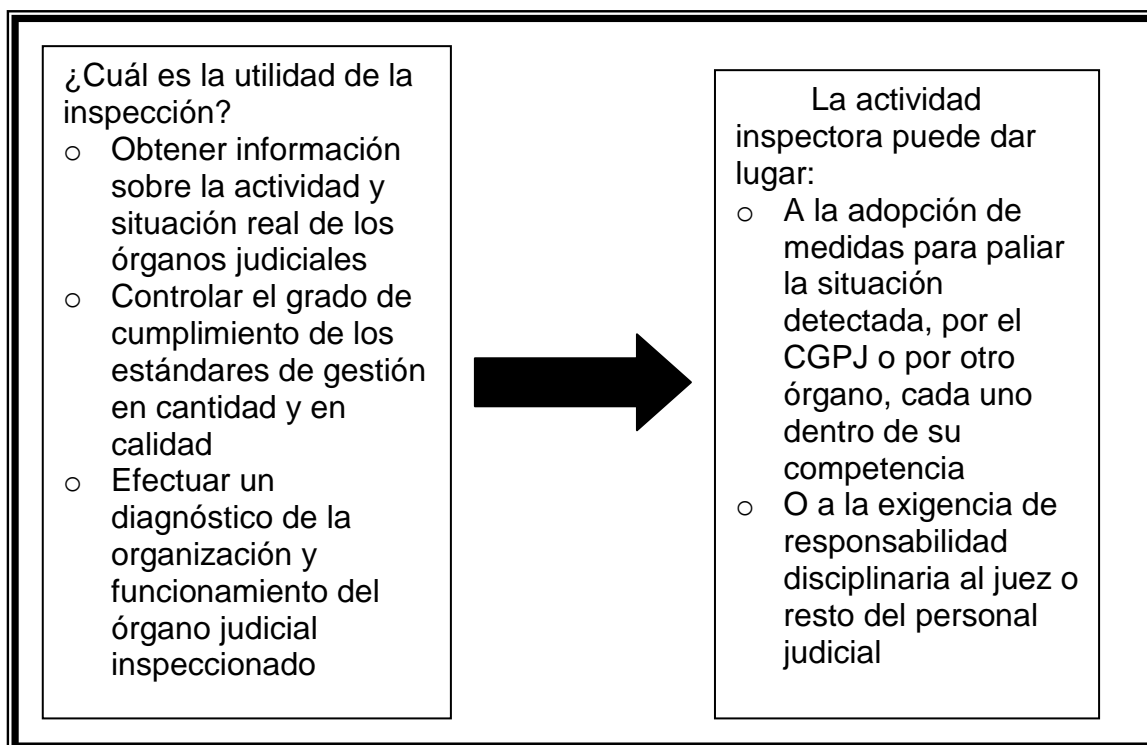 ¿Cuál es la utilidad de la
inspección?
o Obtener información
sobre la actividad y
situación real de los
órganos judiciales
o Controlar el grado de
cumplimiento de los
estándares de gestión
en cantidad y en
calidad
o Efectuar un
diagnóstico de la
organización y
funcionamiento del
órgano judicial
inspeccionado
La actividad
inspectora puede dar
lugar:
o A la adopción de
medidas para paliar
la situación
detectada, por el
CGPJ o por otro
órgano, cada uno
dentro de su
competencia
o O a la exigencia de
responsabilidad
disciplinaria al juez o
resto del personal
judicial